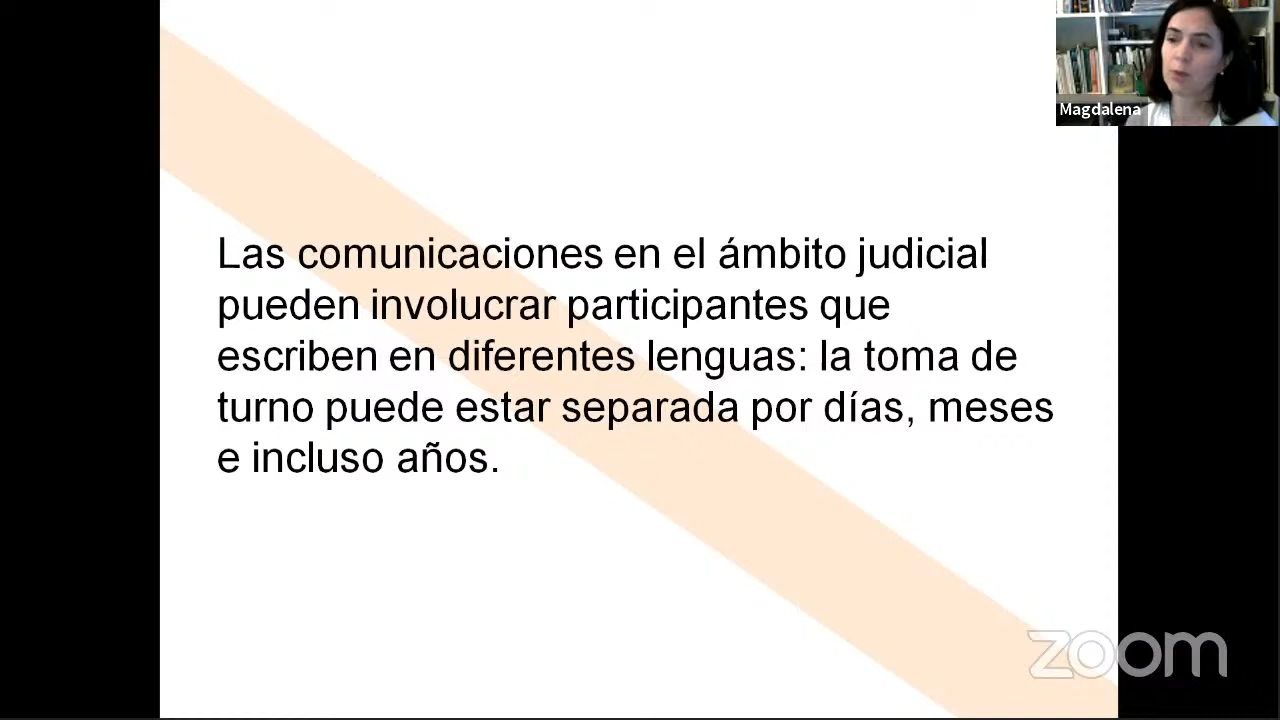 Magdalena
Las comunicaciones en el ámbito judicial
pueden involucrar participantes que
escriben en diferentes lenguas: la toma de
turno puede estar separada por días, meses
e incluso años.
zoom